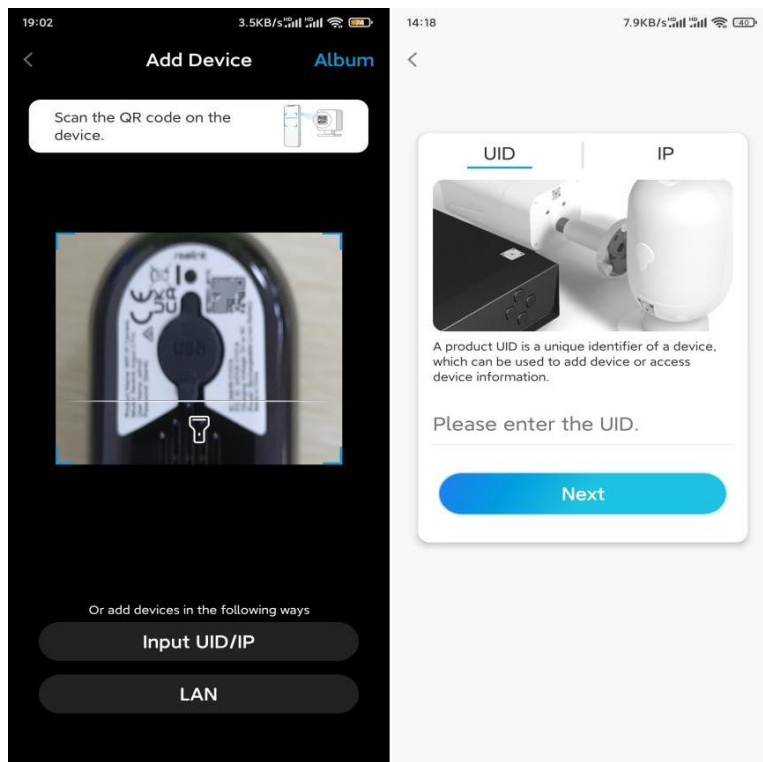 19:02
3.5KB/s
74
Add Device
Album
Scan the QR code on the
device.
reolink
USB
Or add devices in the following ways
Input UID/IP
LAN
14:18
7.9KB/s
40
UID
IP
A product UID is a unique identifier of a device,
which can be used to add device or access
device information.
Please enter the UID.
Next